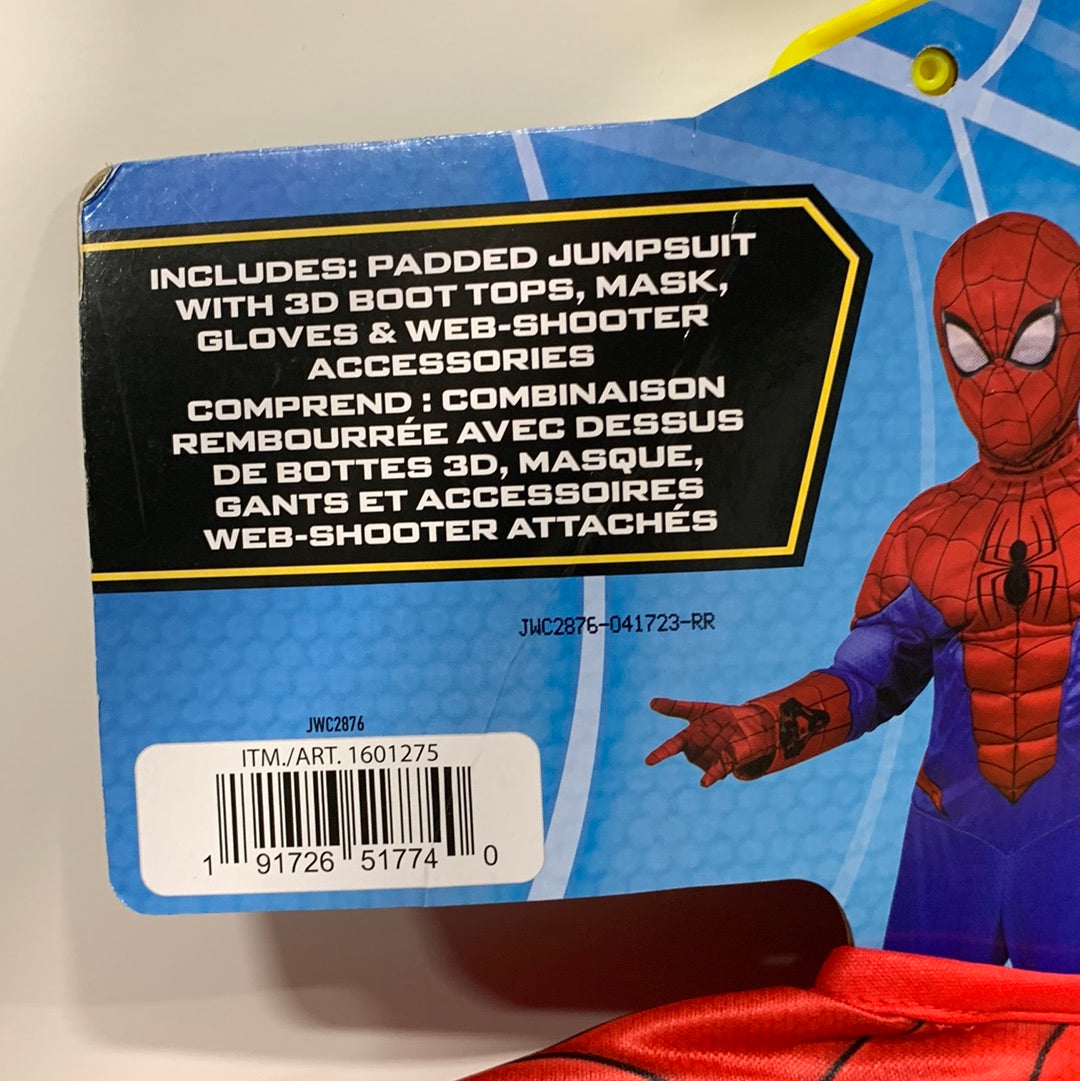 INCLUDES: PADDED JUMPSUIT
WITH 3D BOOT TOPS, MASK,
GLOVES & WEB-SHOOTER
ACCESSORIES
COMPREND : COMBINAISON
REMBOURRÉE AVEC DESSUS
DE BOTTES 3D, MASQUE,
GANTS ET ACCESSOIRES
WEB-SHOOTER ATTACHÉS
JWC2876-041723-RR
JWC2876
ITM./ART. 1601275
1 91726 51774 0